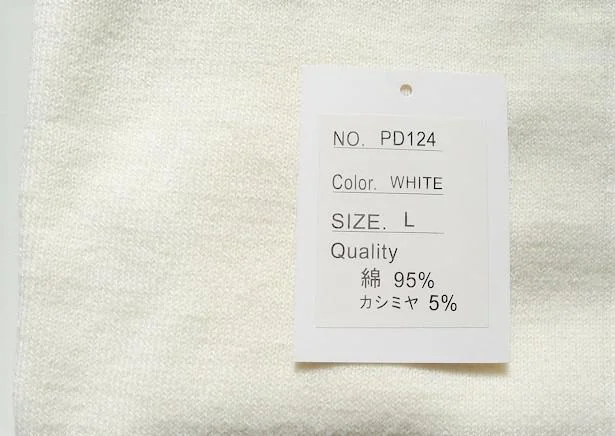 NO. PD124
Color. WHITE
SIZE. L
Quality
綿 95%
カシミヤ 5%